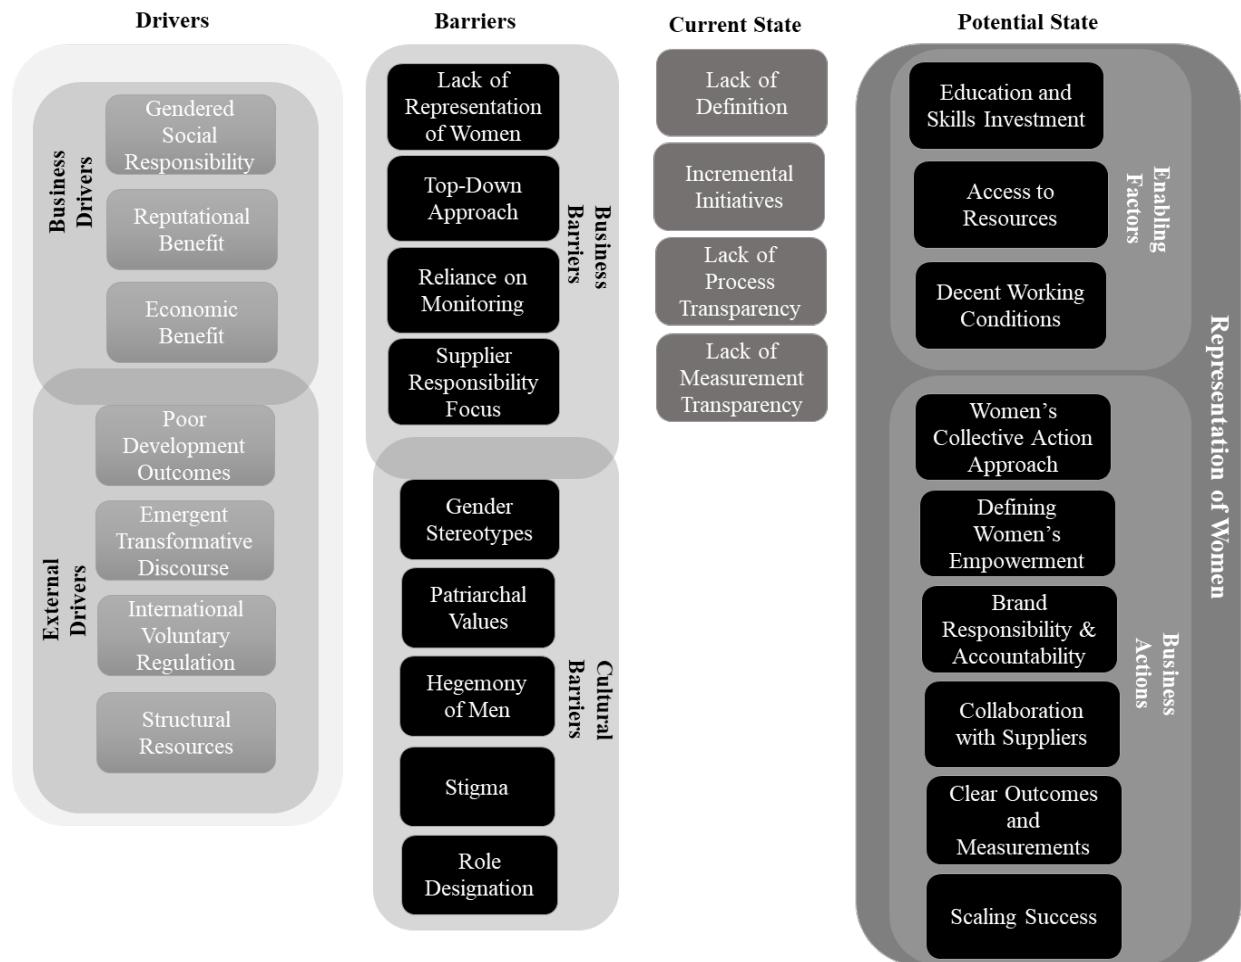 Drivers
Business
Drivers
Gendered
Social
Responsibility
Reputational
Benefit
Economic
Benefit
External
Drivers
Poor
Development
Outcomes
Emergent
Transformative
Discourse
International
Voluntary
Regulation
Structural
Resources
Barriers
Lack of
Representation
of Women
Top-Down
Approach
Reliance on
Monitoring
Supplier
Responsibility
Focus
Business
Barriers
Gender
Stereotypes
Patriarchal
Values
Hegemony
of Men
Stigma
Role
Designation
Cultural
Barriers
Current State
Lack of
Definition
Incremental
Initiatives
Lack of
Process
Transparency
Lack of
Measurement
Transparency
Potential State
Education and
Skills Investment
Access to
Resources
Decent Working
Conditions
Enabling
Factors
Women’s
Collective Action
Approach
Defining
Women’s
Empowerment
Brand
Responsibility &
Accountability
Collaboration
with Suppliers
Clear Outcomes
and
Measurements
Scaling Success
Business
Actions
Representation of Women